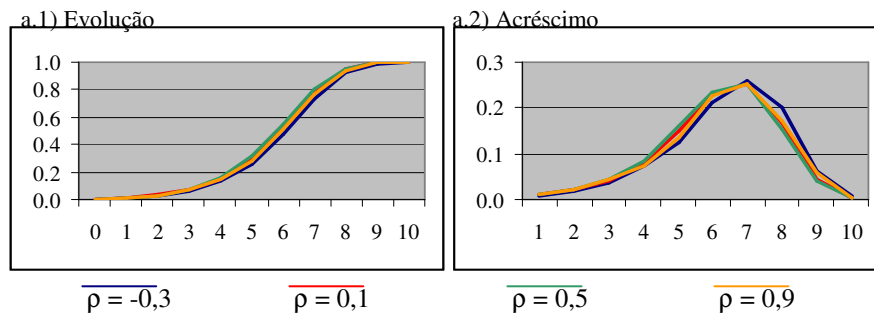 a.1) Evolução
a.2) Acréscimo
1.0
0.8
0.6
0.4
0.2
0.0
0 1 2 3 4 5 6 7 8 9 10
0.3
0.2
0.1
0.0
1 2 3 4 5 6 7 8 9 10
ρ = -0,3
ρ = 0,1
ρ = 0,5
ρ = 0,9